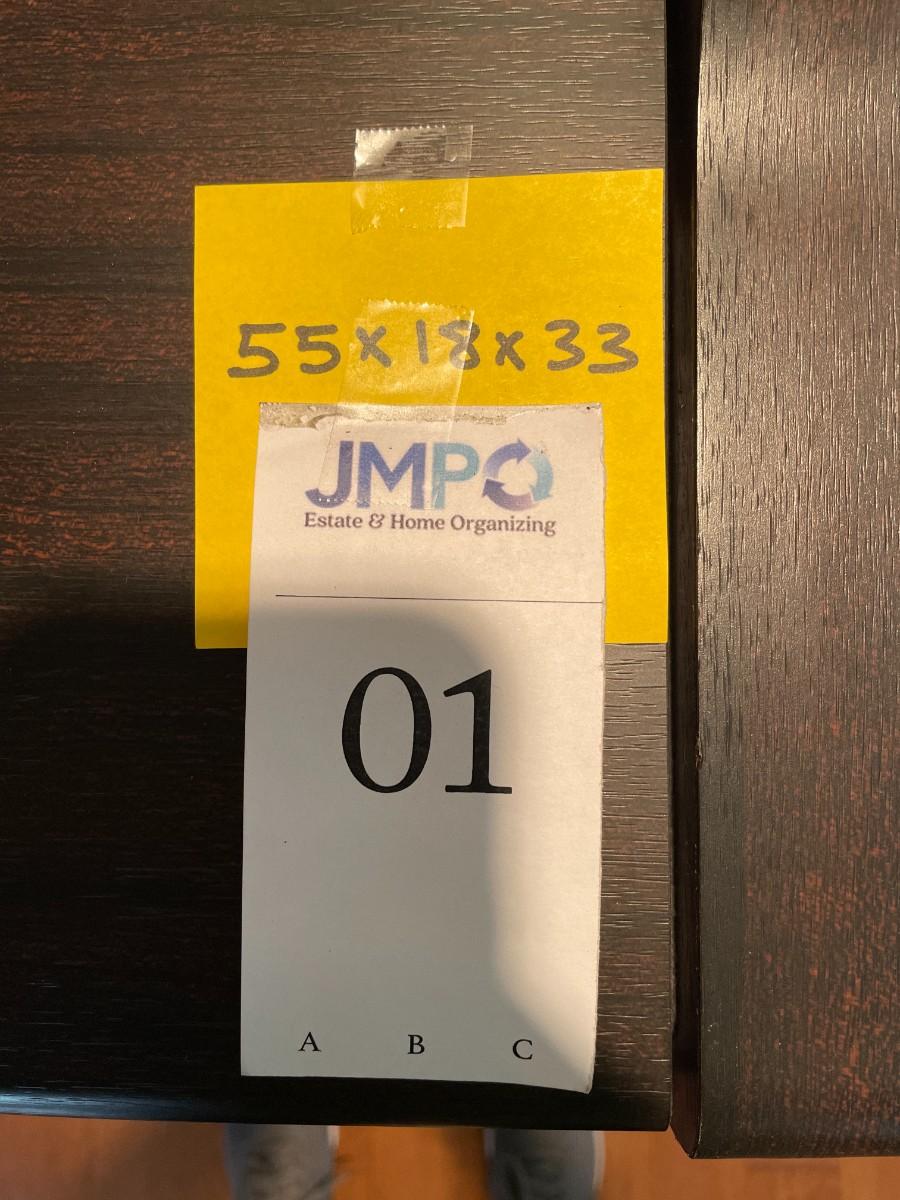 55x18x33
JMPO
Estate & Home Organizing
01
A B C